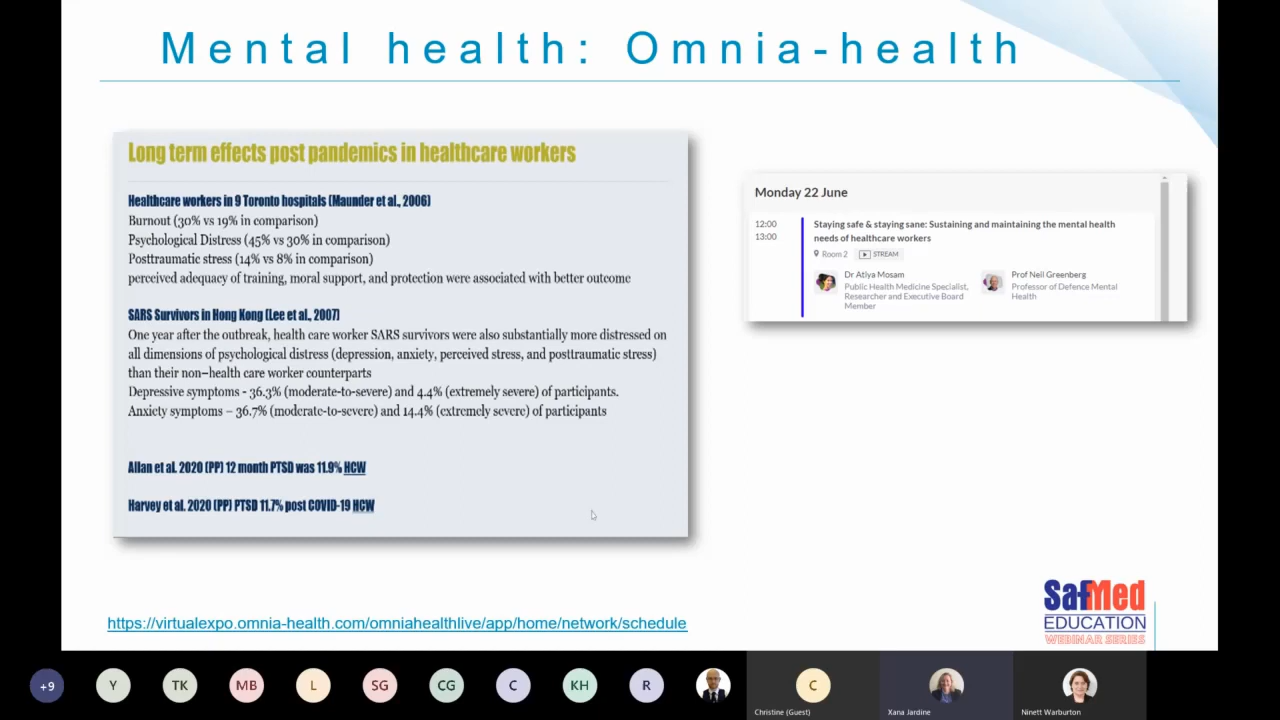 Mental health: Omnia-health
Long term effects post pandemics in healthcare workers
Healthcare workers in 9 Toronto hospitals (Maunder et al., 2006)
Burnout (30% vs 19% in comparison)
Psychological Distress (45% vs 30% in comparison)
Posttraumatic stress (14% vs 8% in comparison)
perceived adequacy of training, moral support, and protection were associated with better outcome
SARS Survivors in Hong Kong (Lee et al., 2007)
One year after the outbreak, health care worker SARS survivors were also substantially more distressed on
all dimensions of psychological distress (depression, anxiety, perceived stress, and posttraumatic stress)
than their non–health care worker counterparts
Depressive symptoms - 36.3% (moderate-to-severe) and 4.4% (extremely severe) of participants.
Anxiety symptoms – 36.7% (moderate-to-severe) and 14.4% (extremely severe) of participants
Allan et al. 2020 (PP) 12 month PTSD was 11.9% HCW
Harvey et al. 2020 (PP) PTSD 11.7% post COVID-19 HCW
Monday 22 June
12:00
13:00
Staying safe & staying sane: Sustaining and maintaining the mental health
needs of healthcare workers
Room 2 STREAM
Dr Atiya Mosam
Public Health Medicine Specialist,
Researcher and Executive Board
Member
Prof Neil Greenberg
Professor of Defence Mental
Health
https://virtualexpo.omnia-health.com/omniahealthlive/app/home/network/schedule
SafMed
EDUCATION
WEBINAR SERIES
+9 Y TK MB L SG CG C KH R C
Christine (Guest) Xana Jardine Ninett Warburton